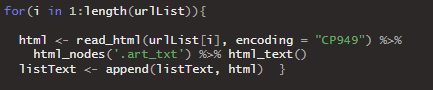 for(i in 1:length(urlList)){
html <- read_html(urlList[i], encoding = "CP949") %>%
html_nodes('.art_txt') %>% html_text()
listText <- append(listText, html) }